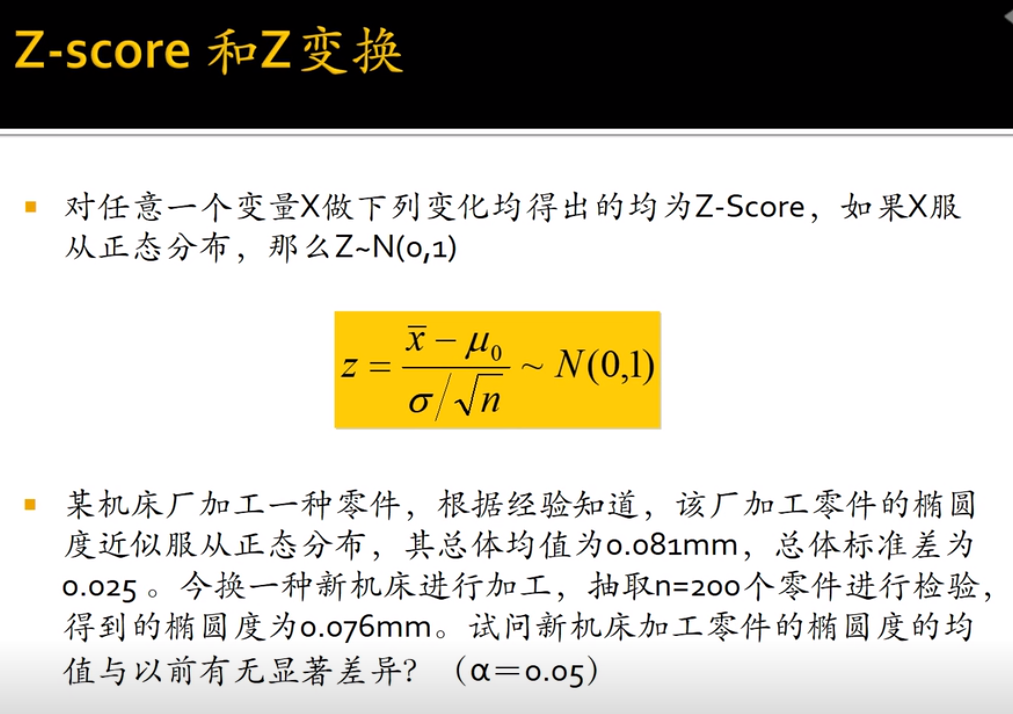 Z-score 和Z变换
对任意一个变量X做下列变化均得出的均为Z-Score，如果X服
从正态分布，那么Z~N(0,1)
z = (x̄ − μ₀) / (σ/√n) ~ N(0,1)
某机床厂加工一种零件，根据经验知道，该厂加工零件的椭圆
度近似服从正态分布，其总体均值为0.081mm，总体标准差为
0.025 。今换一种新机床进行加工，抽取n=200个零件进行检验，
得到的椭圆度为0.076mm。试问新机床加工零件的椭圆度的均
值与以前有无显著差异？（α＝0.05）